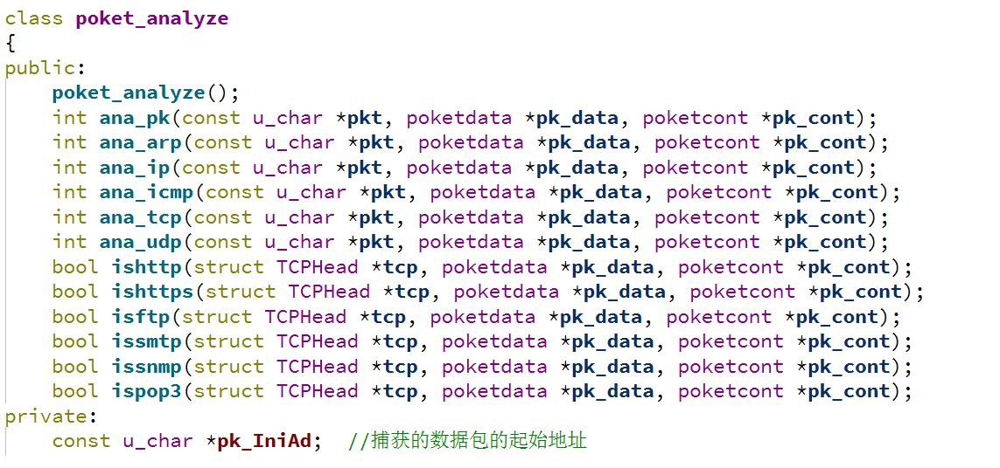 class poket_analyze
{
public:
    poket_analyze();
    int ana_pk(const u_char *pkt, poketdata *pk_data, poketcont *pk_cont);
    int ana_arp(const u_char *pkt, poketdata *pk_data, poketcont *pk_cont);
    int ana_ip(const u_char *pkt, poketdata *pk_data, poketcont *pk_cont);
    int ana_icmp(const u_char *pkt, poketdata *pk_data, poketcont *pk_cont);
    int ana_tcp(const u_char *pkt, poketdata *pk_data, poketcont *pk_cont);
    int ana_udp(const u_char *pkt, poketdata *pk_data, poketcont *pk_cont);
    bool ishttp(struct TCPHead *tcp, poketdata *pk_data, poketcont *pk_cont);
    bool ishttps(struct TCPHead *tcp, poketdata *pk_data, poketcont *pk_cont);
    bool isftp(struct TCPHead *tcp, poketdata *pk_data, poketcont *pk_cont);
    bool issmtp(struct TCPHead *tcp, poketdata *pk_data, poketcont *pk_cont);
    bool issnmp(struct TCPHead *tcp, poketdata *pk_data, poketcont *pk_cont);
    bool ispop3(struct TCPHead *tcp, poketdata *pk_data, poketcont *pk_cont);
private:
    const u_char *pk_IniAd;  //捕获的数据包的起始地址